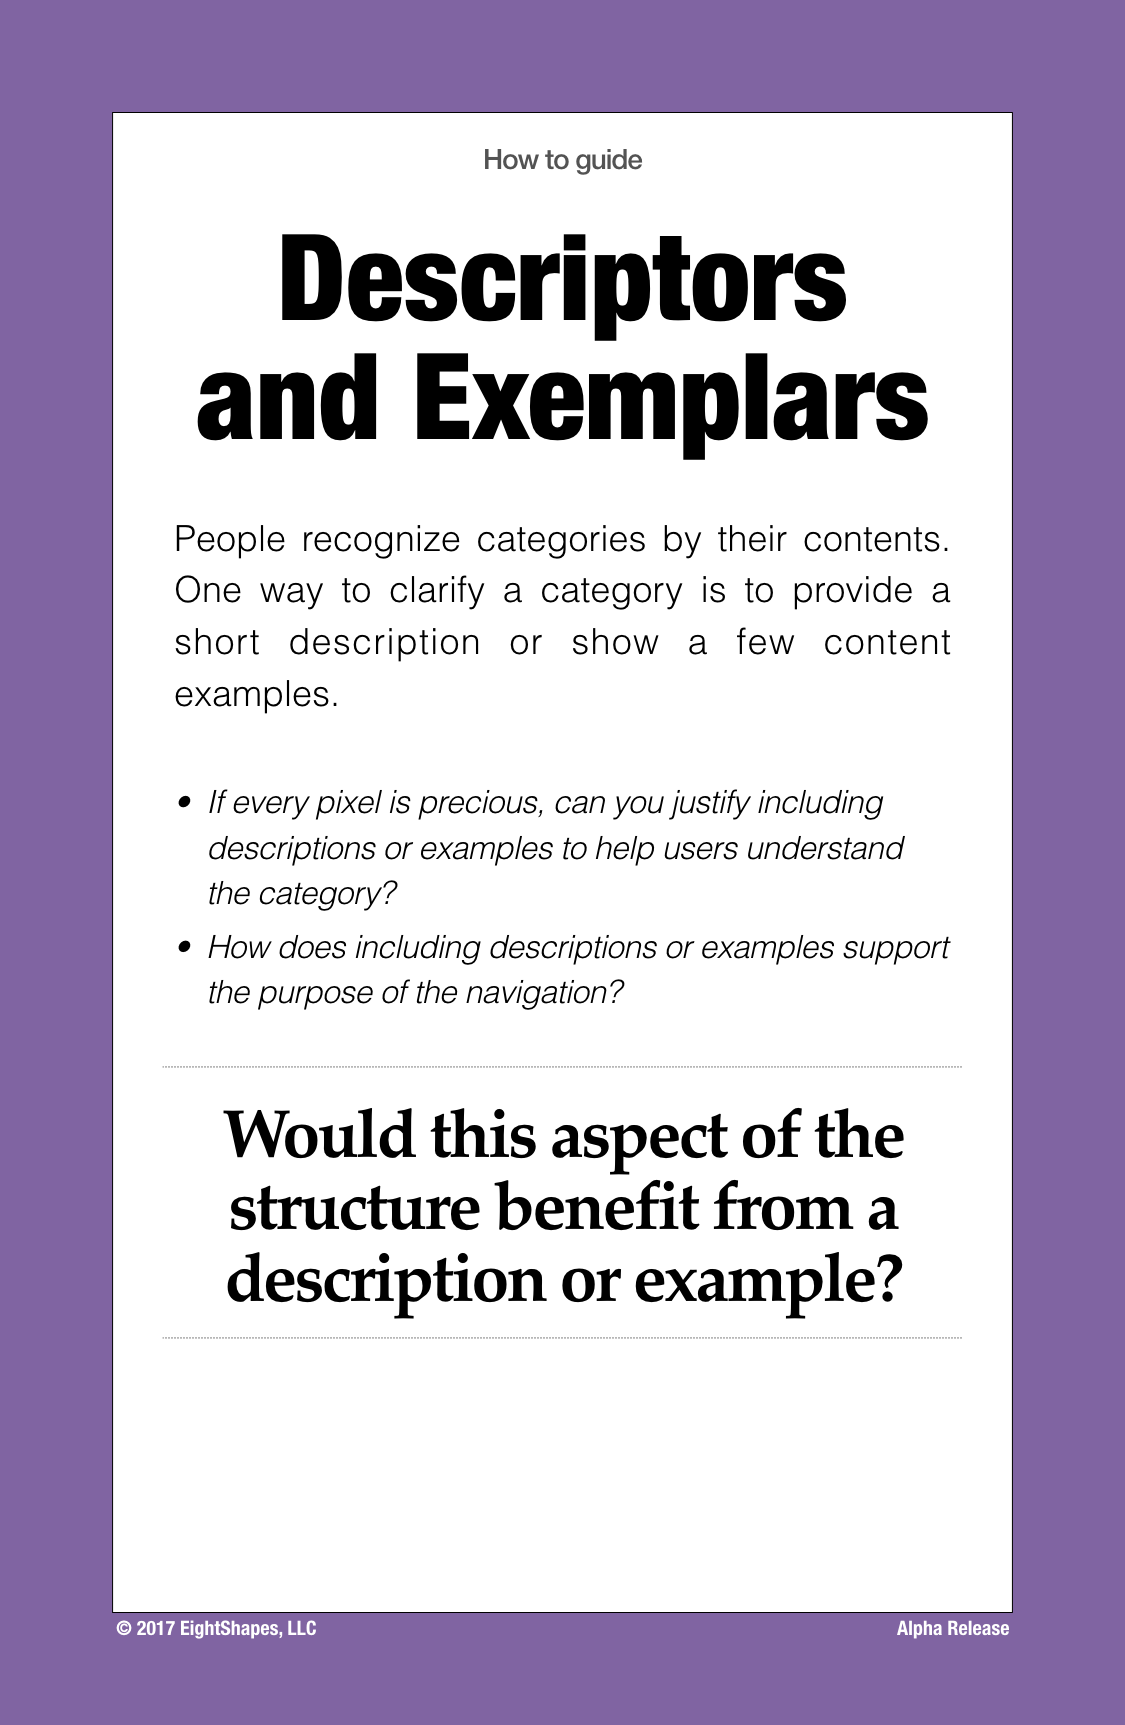 How to guide
Descriptors
and Exemplars
People recognize categories by their contents.
One way to clarify a category is to provide a
short description or show a few content
examples.
• If every pixel is precious, can you justify including
descriptions or examples to help users understand
the category?
• How does including descriptions or examples support
the purpose of the navigation?
Would this aspect of the
structure benefit from a
description or example?
© 2017 EightShapes, LLC
Alpha Release